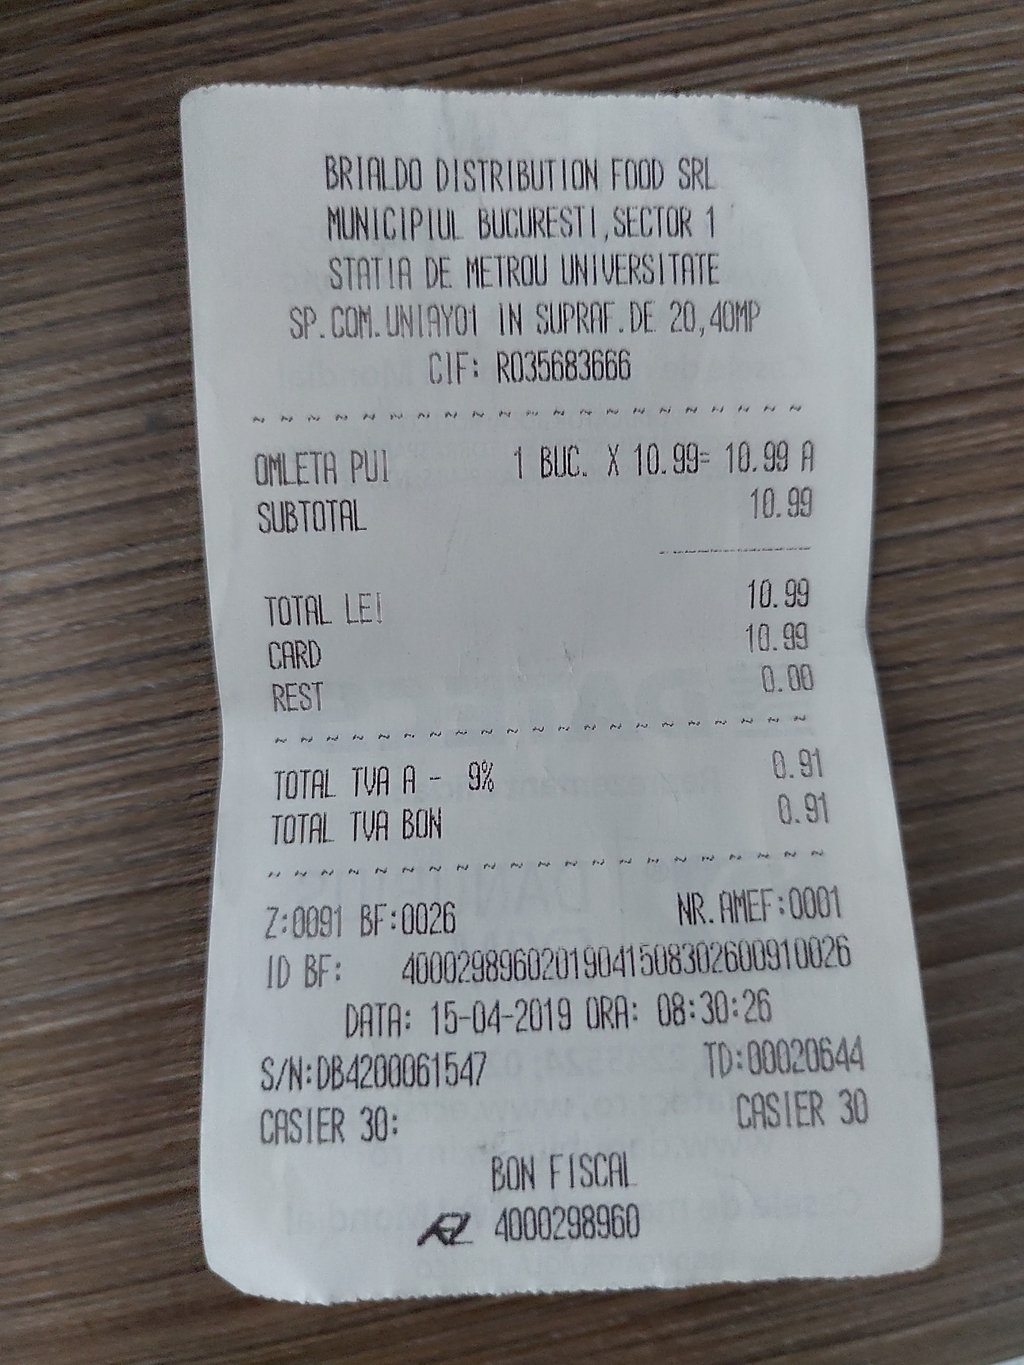 BRIALDO DISTRIBUTION FOOD SRL
MUNICIPIUL BUCURESTI,SECTOR 1
STATIA DE METROU UNIVERSITATE
SP.COM.UN1AY01 IN SUPRAF.DE 20,40MP
CIF: RO35683666
OMLETA PUI 1 BUC. X 10.99= 10.99 A
SUBTOTAL 10.99
TOTAL LEI 10.99
CARD 10.99
REST 0.00
TOTAL TVA A - 9% 0.91
TOTAL TVA BON 0.91
Z:0091 BF:0026 NR.AMEF:0001
ID BF: 40002989602019041508302600910026
DATA: 15-04-2019 ORA: 08:30:26
S/N:DB4200061547 TD:00020644
CASIER 30: CASIER 30
BON FISCAL
4000298960